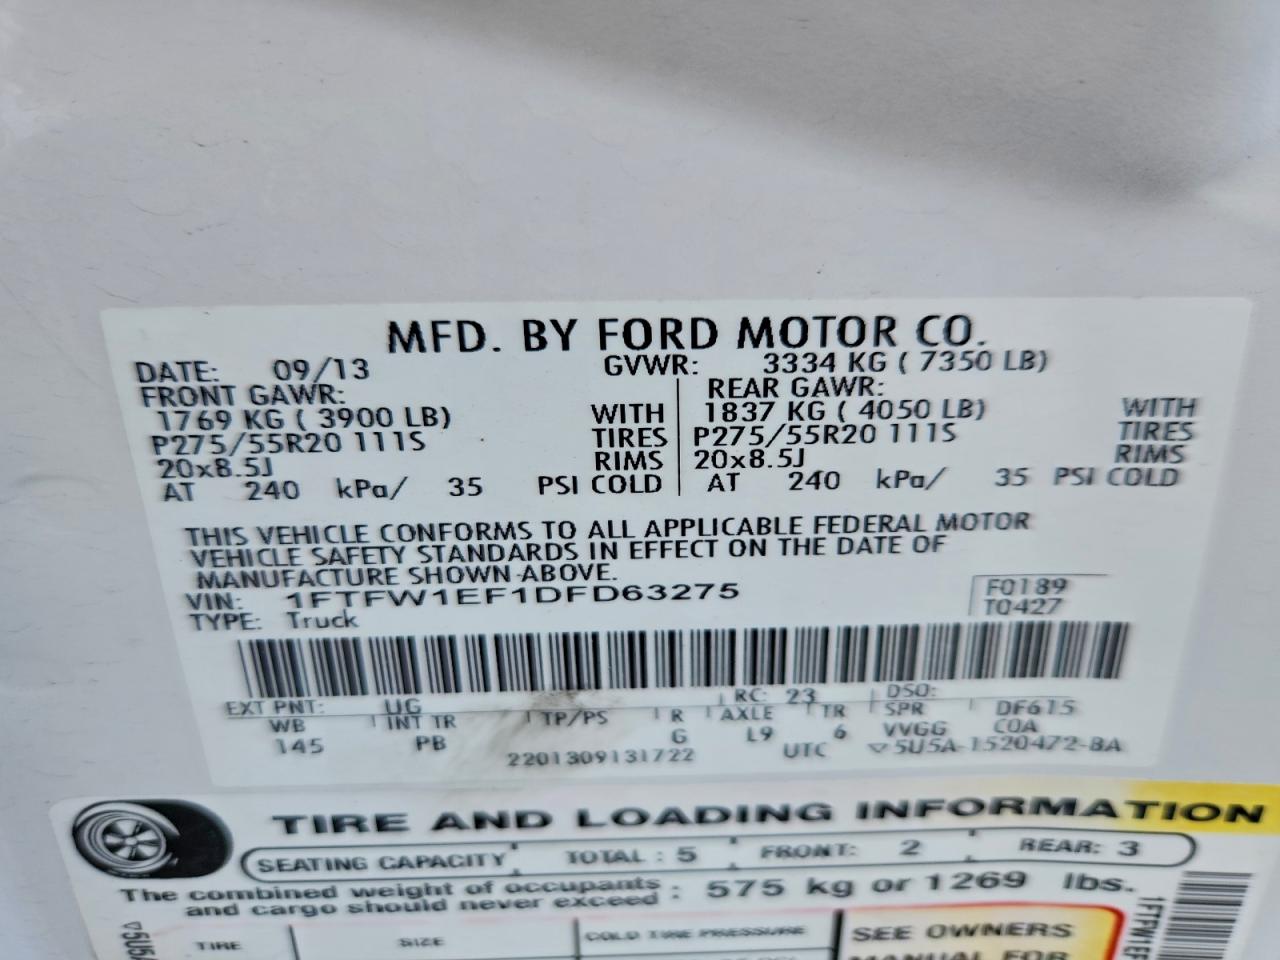 MFD. BY FORD MOTOR CO.
DATE: 09/13 GVWR: 3334 KG ( 7350 LB)
FRONT GAWR: REAR GAWR:
1769 KG ( 3900 LB) WITH 1837 KG ( 4050 LB) WITH
P275/55R20 111S TIRES P275/55R20 111S TIRES
20x8.5J RIMS 20x8.5J RIMS
AT 240 kPa/ 35 PSI COLD AT 240 kPa/ 35 PSI COLD
THIS VEHICLE CONFORMS TO ALL APPLICABLE FEDERAL MOTOR
VEHICLE SAFETY STANDARDS IN EFFECT ON THE DATE OF
MANUFACTURE SHOWN ABOVE.
VIN: 1FTFW1EF1DFD63275 F0189
TYPE: Truck T0427
EXT PNT: UG RC: 23 DSO:
WB INT TR TP/PS R AXLE TR SPR DF615
145 PB G L9 6 VVGG COA
2201309131722 UTC ▽5U5A-1520472-BA
TIRE AND LOADING INFORMATION
SEATING CAPACITY TOTAL : 5 FRONT: 2 REAR: 3
The combined weight of occupants : 575 kg or 1269 lbs.
and cargo should never exceed :
TIRE SIZE COLD TIRE PRESSURE SEE OWNERS
MANUAL FOR
▽5U5A
1FTFW1EF